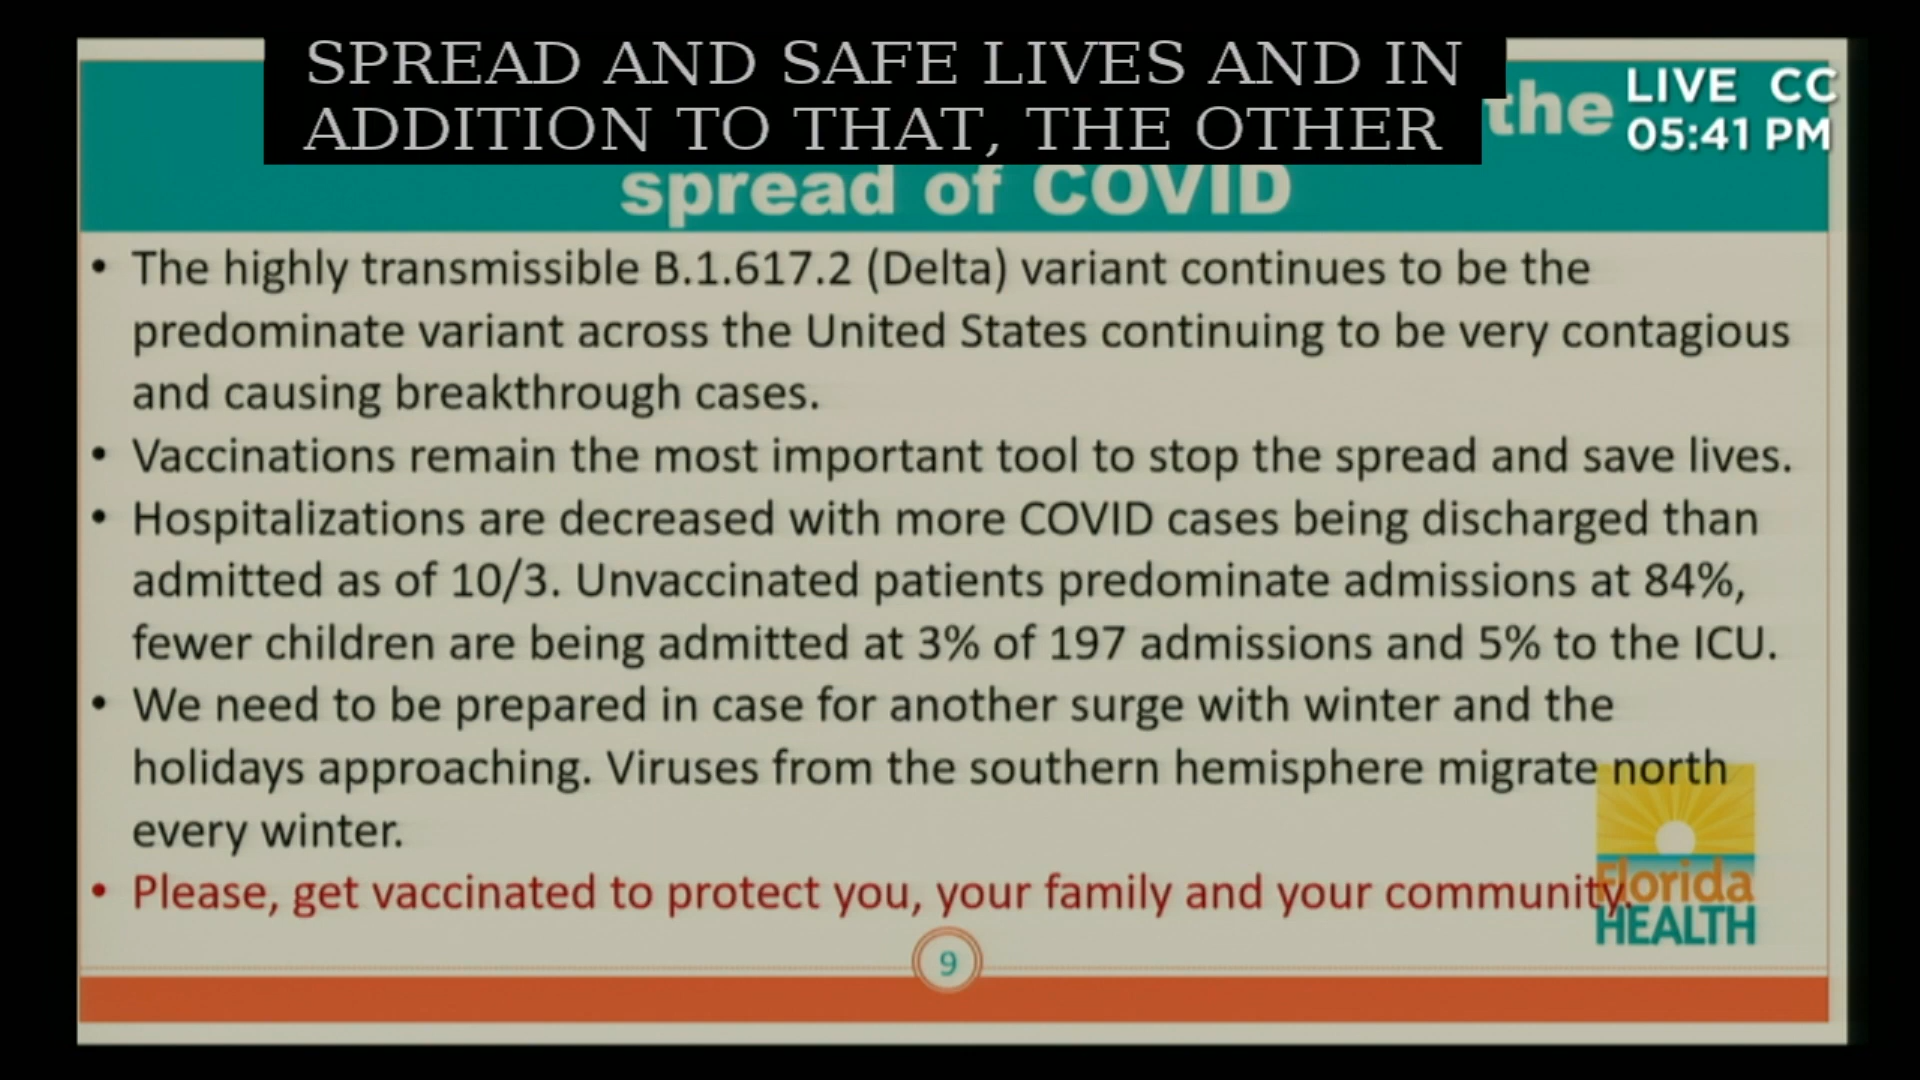 SPREAD AND SAFE LIVES AND IN
ADDITION TO THAT, THE OTHER
the
LIVE CC
05:41 PM
spread of COVID
• The highly transmissible B.1.617.2 (Delta) variant continues to be the
predominate variant across the United States continuing to be very contagious
and causing breakthrough cases.
• Vaccinations remain the most important tool to stop the spread and save lives.
• Hospitalizations are decreased with more COVID cases being discharged than
admitted as of 10/3. Unvaccinated patients predominate admissions at 84%,
fewer children are being admitted at 3% of 197 admissions and 5% to the ICU.
• We need to be prepared in case for another surge with winter and the
holidays approaching. Viruses from the southern hemisphere migrate north
every winter.
• Please, get vaccinated to protect you, your family and your community.
Florida
HEALTH
9